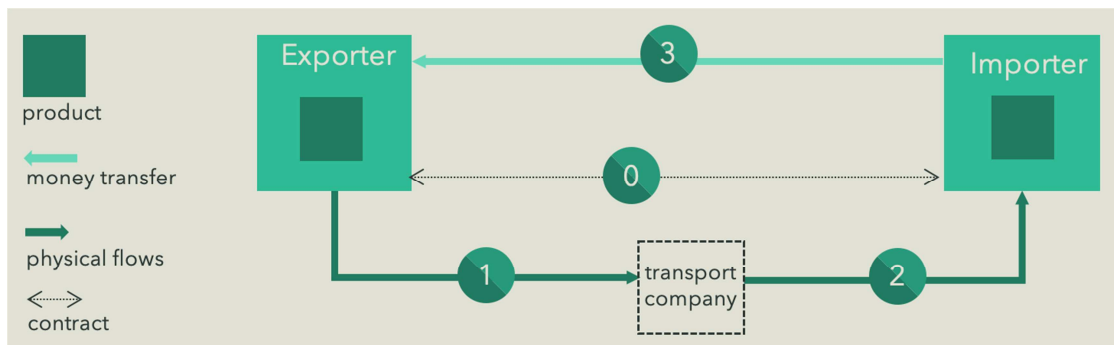 Exporter
3
Importer
product
money transfer
0
physical flows
1
transport
company
2
contract